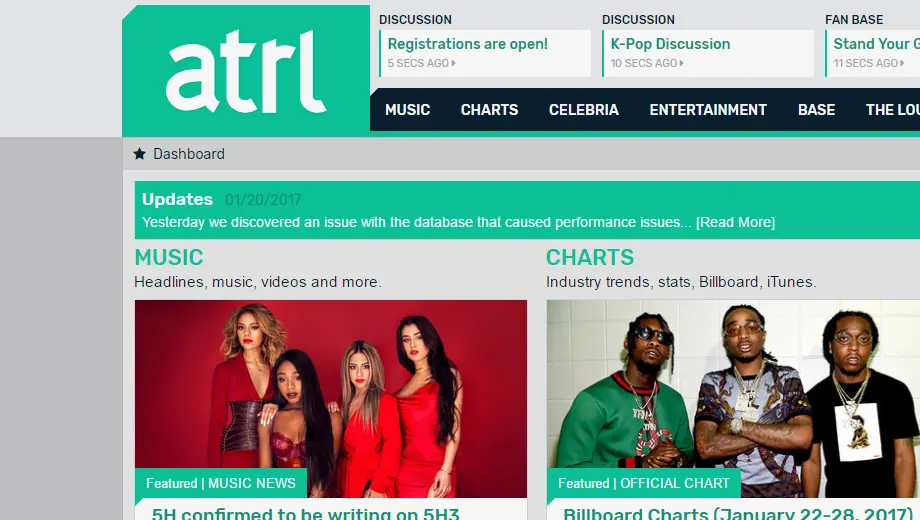 atrl
DISCUSSION
Registrations are open!
5 SECS AGO
DISCUSSION
K-Pop Discussion
10 SECS AGO
FAN BASE
Stand Your G
11 SECS AGO
MUSIC CHARTS CELEBRIA ENTERTAINMENT BASE THE LOU
Dashboard
Updates 01/20/2017
Yesterday we discovered an issue with the database that caused performance issues... [Read More]
MUSIC
Headlines, music, videos and more.
Featured | MUSIC NEWS
5H confirmed to be writing on 5H3
CHARTS
Industry trends, stats, Billboard, iTunes.
Featured | OFFICIAL CHART
Billboard Charts (January 22-28, 2017)